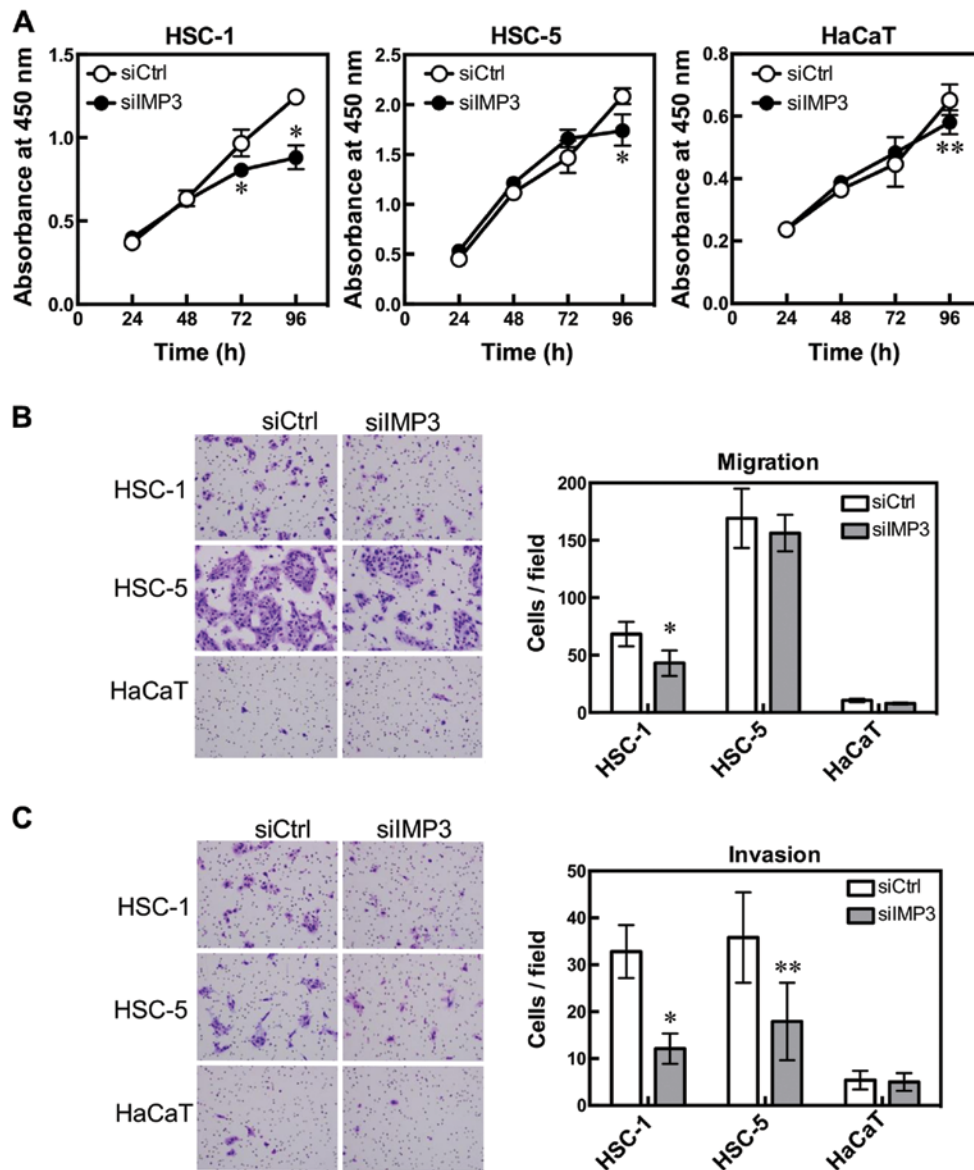 A
HSC-1
HSC-5
HaCaT
Absorbance at 450 nm
1.5
1.0
0.5
0.0
siCtrl
siIMP3
*
*
0 24 48 72 96
Time (h)
Absorbance at 450 nm
2.5
2.0
1.5
1.0
0.5
0.0
siCtrl
siIMP3
*
0 24 48 72 96
Time (h)
Absorbance at 450 nm
0.8
0.6
0.4
0.2
0.0
siCtrl
siIMP3
**
0 24 48 72 96
Time (h)
B
siCtrl siIMP3
HSC-1
HSC-5
HaCaT
Migration
Cells / field
200
150
100
50
0
siCtrl
siIMP3
*
HSC-1 HSC-5 HaCaT
C
siCtrl siIMP3
HSC-1
HSC-5
HaCaT
Invasion
Cells / field
50
40
30
20
10
0
siCtrl
siIMP3
*
**
HSC-1 HSC-5 HaCaT